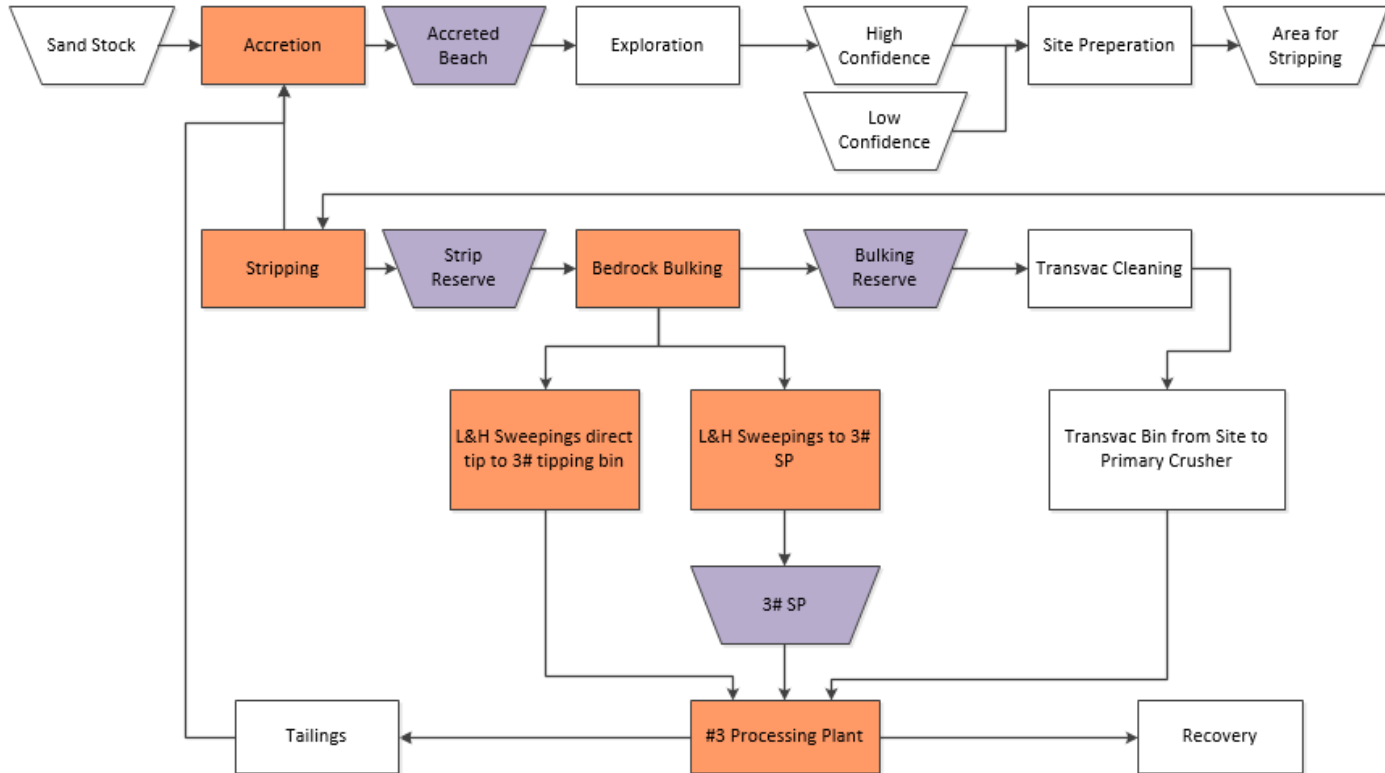 Sand Stock
Accretion
Accreted
Beach
Exploration
High
Confidence
Site Preperation
Area for
Stripping
Low
Confidence
Stripping
Strip
Reserve
Bedrock Bulking
Bulking
Reserve
Transvac Cleaning
L&H Sweepings direct
tip to 3# tipping bin
L&H Sweepings to 3#
SP
Transvac Bin from Site to
Primary Crusher
3# SP
Tailings
#3 Processing Plant
Recovery